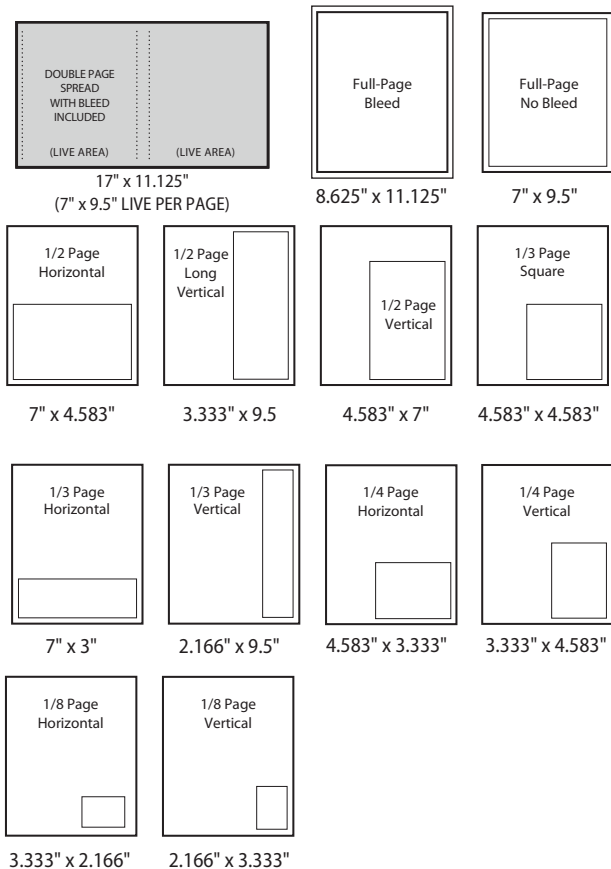 DOUBLE PAGE
SPREAD
WITH BLEED
INCLUDED
(LIVE AREA)
(LIVE AREA)
17" x 11.125"
(7" x 9.5" LIVE PER PAGE)
Full-Page
Bleed
8.625" x 11.125"
Full-Page
No Bleed
7" x 9.5"
1/2 Page
Horizontal
7" x 4.583"
1/2 Page
Long
Vertical
3.333" x 9.5
1/2 Page
Vertical
4.583" x 7"
1/3 Page
Square
4.583" x 4.583"
1/3 Page
Horizontal
7" x 3"
1/3 Page
Vertical
2.166" x 9.5"
1/4 Page
Horizontal
4.583" x 3.333"
1/4 Page
Vertical
3.333" x 4.583"
1/8 Page
Horizontal
3.333" x 2.166"
1/8 Page
Vertical
2.166" x 3.333"